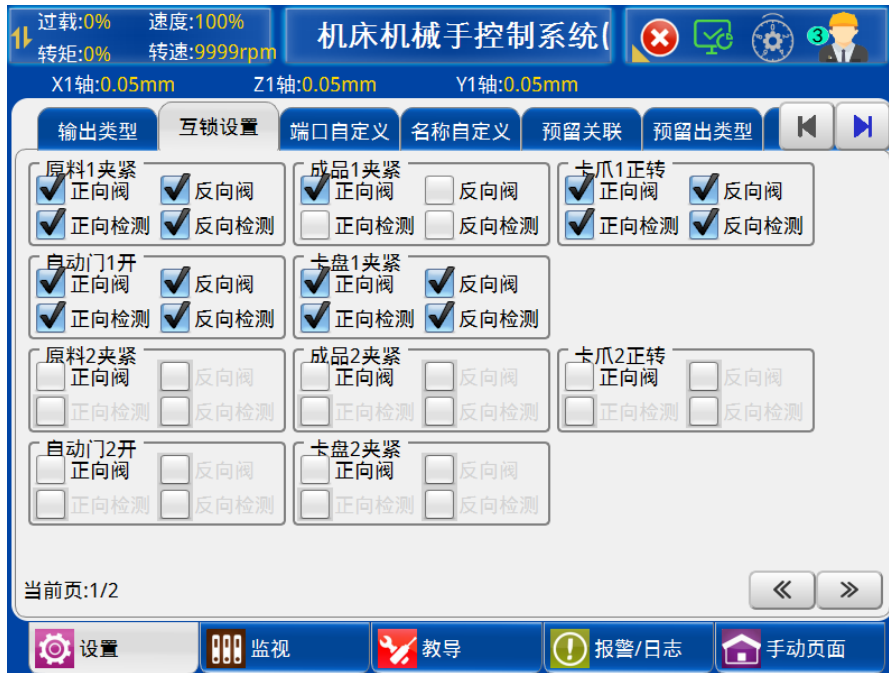 过载:0% 速度:100%
机床机械手控制系统(
3
转矩:0% 转速:9999rpm
X1轴:0.05mm Z1轴:0.05mm Y1轴:0.05mm
输出类型 互锁设置 端口自定义 名称自定义 预留关联 预留出类型
原料1夹紧 成品1夹紧 卡爪1正转
正向阀 反向阀 正向阀 反向阀 正向阀 反向阀
正向检测 反向检测 正向检测 反向检测 正向检测 反向检测
自动门1开 卡盘1夹紧
正向阀 反向阀 正向阀 反向阀
正向检测 反向检测 正向检测 反向检测
原料2夹紧 成品2夹紧 卡爪2正转
正向阀 反向阀 正向阀 反向阀 正向阀 反向阀
正向检测 反向检测 正向检测 反向检测 正向检测 反向检测
自动门2开 卡盘2夹紧
正向阀 反向阀 正向阀 反向阀
正向检测 反向检测 正向检测 反向检测
当前页:1/2
设置 监视 教导 报警/日志 手动页面